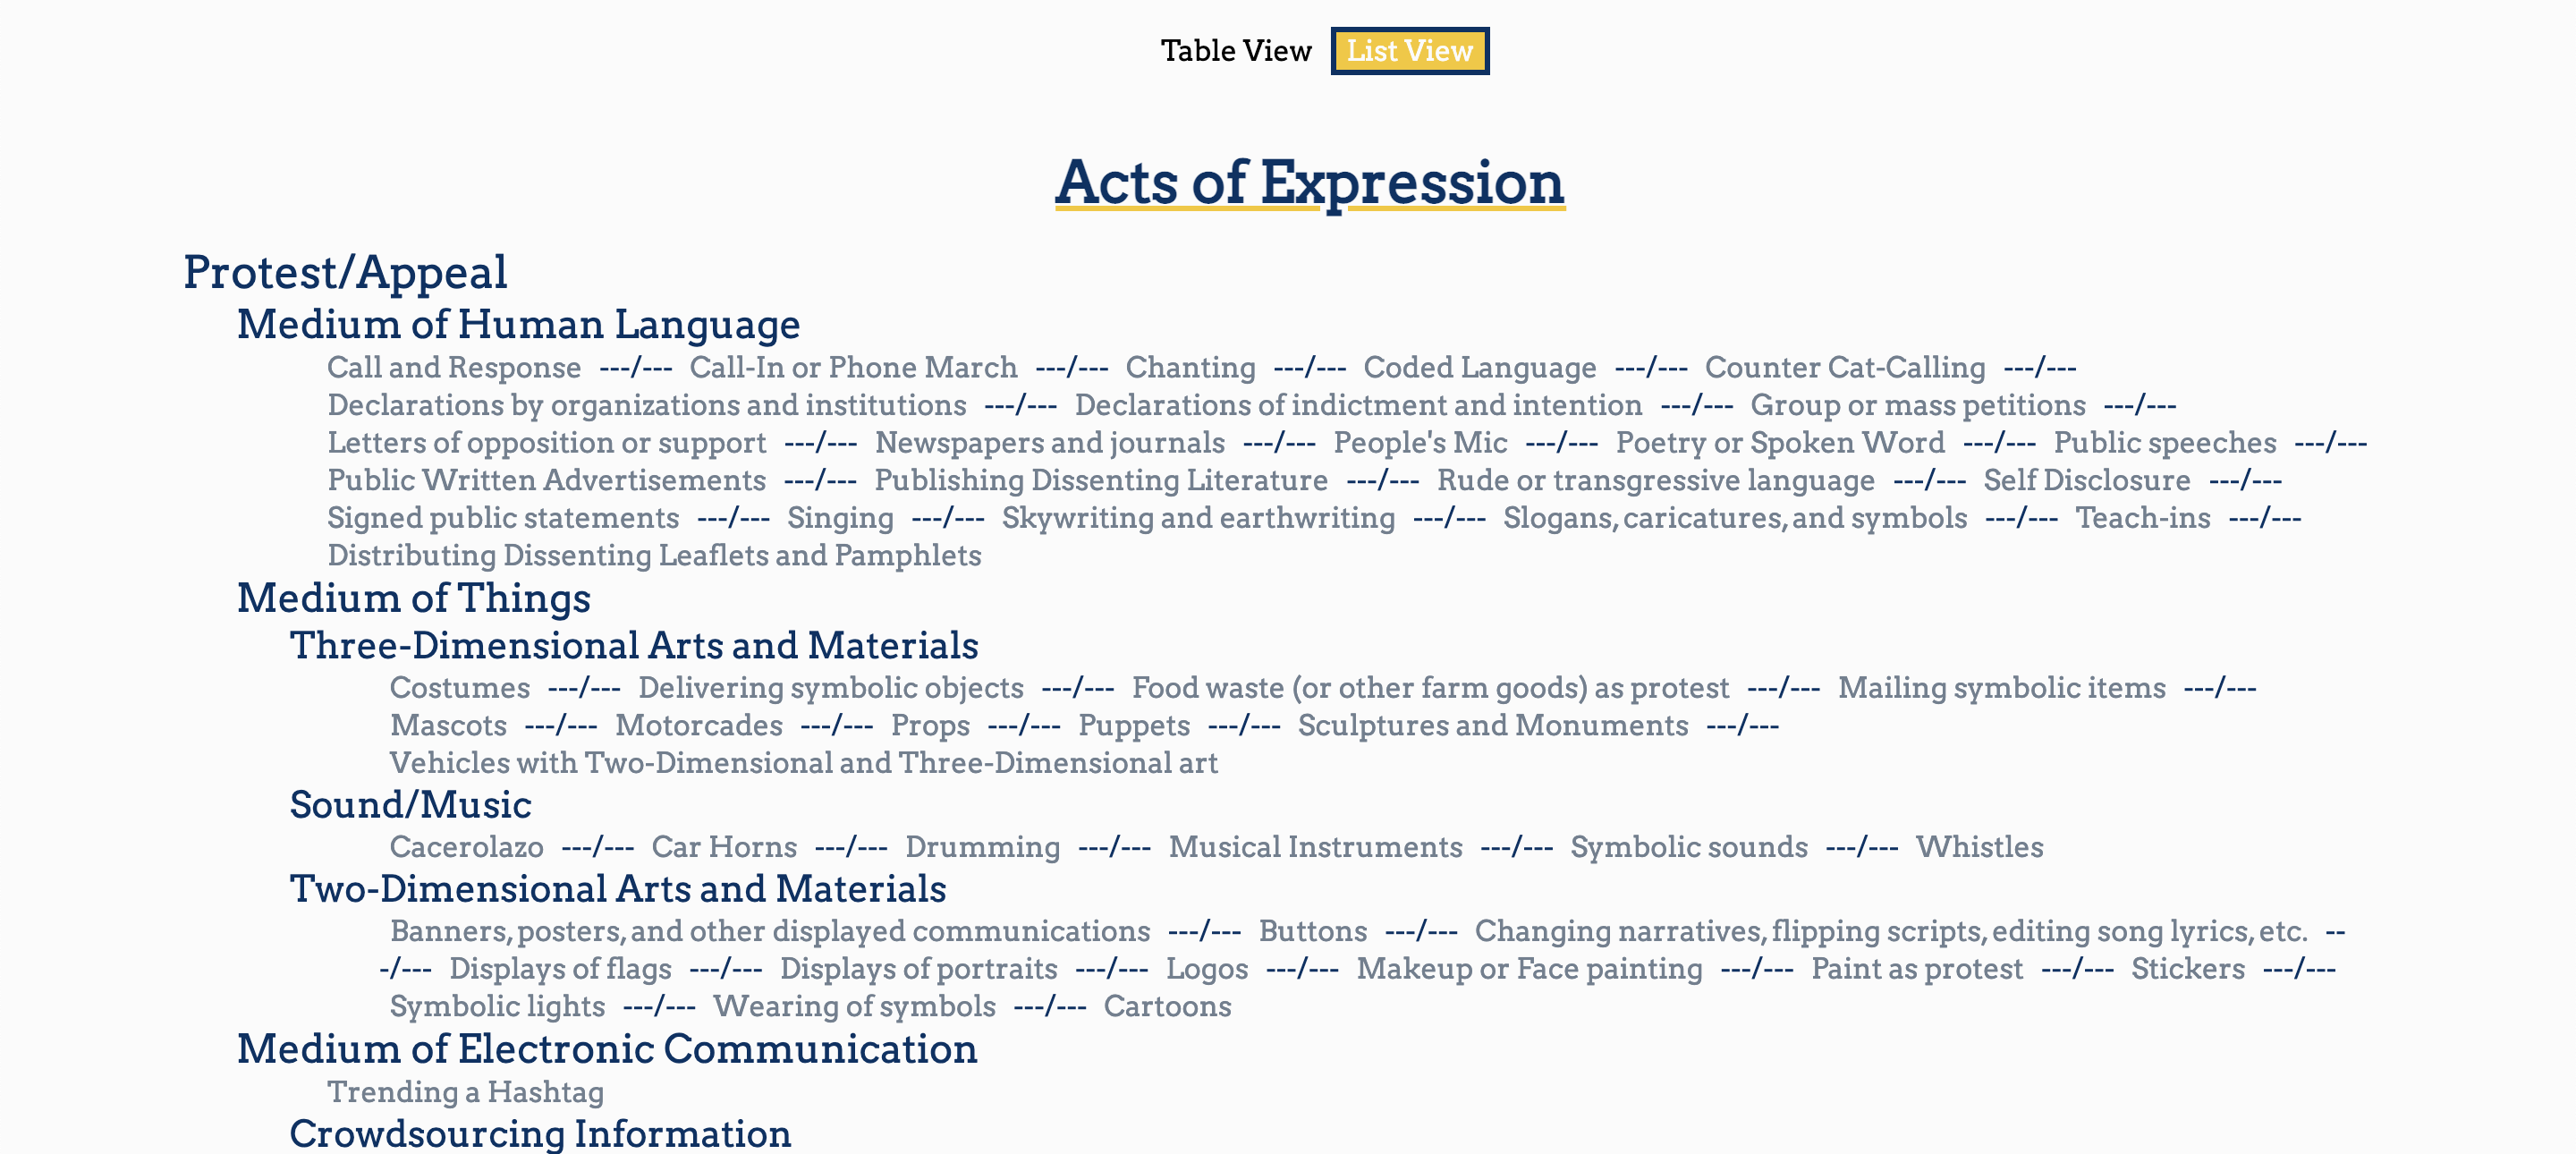 Table View List View
Acts of Expression
Protest/Appeal
Medium of Human Language
Call and Response ---/--- Call-In or Phone March ---/--- Chanting ---/--- Coded Language ---/--- Counter Cat-Calling ---/---
Declarations by organizations and institutions ---/--- Declarations of indictment and intention ---/--- Group or mass petitions ---/---
Letters of opposition or support ---/--- Newspapers and journals ---/--- People's Mic ---/--- Poetry or Spoken Word ---/--- Public speeches ---/---
Public Written Advertisements ---/--- Publishing Dissenting Literature ---/--- Rude or transgressive language ---/--- Self Disclosure ---/---
Signed public statements ---/--- Singing ---/--- Skywriting and earthwriting ---/--- Slogans, caricatures, and symbols ---/--- Teach-ins ---/---
Distributing Dissenting Leaflets and Pamphlets
Medium of Things
Three-Dimensional Arts and Materials
Costumes ---/--- Delivering symbolic objects ---/--- Food waste (or other farm goods) as protest ---/--- Mailing symbolic items ---/---
Mascots ---/--- Motorcades ---/--- Props ---/--- Puppets ---/--- Sculptures and Monuments ---/---
Vehicles with Two-Dimensional and Three-Dimensional art
Sound/Music
Cacerolazo ---/--- Car Horns ---/--- Drumming ---/--- Musical Instruments ---/--- Symbolic sounds ---/--- Whistles
Two-Dimensional Arts and Materials
Banners, posters, and other displayed communications ---/--- Buttons ---/--- Changing narratives, flipping scripts, editing song lyrics, etc. --
-/--- Displays of flags ---/--- Displays of portraits ---/--- Logos ---/--- Makeup or Face painting ---/--- Paint as protest ---/--- Stickers ---/---
Symbolic lights ---/--- Wearing of symbols ---/--- Cartoons
Medium of Electronic Communication
Trending a Hashtag
Crowdsourcing Information